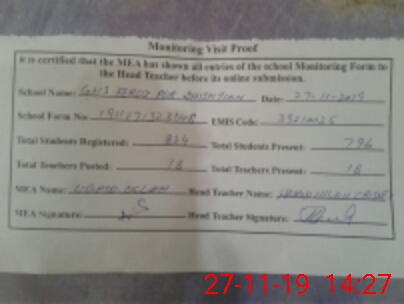 Monitoring Visit Proof
It is certified that the MEA has shown all entries of the school Monitoring Form to
the Head Teacher before its online submission.
School Name: GMS Date: 27-11-2019
School Form No: EMIS Code:
Total Students Registered: 824 Total Students Present: 796
Total Teachers Posted: 18 Total Teachers Present: 18
MEA Name: Head Teacher Name:
MEA Signature: Head Teacher Signature:
27-11-19 14:27